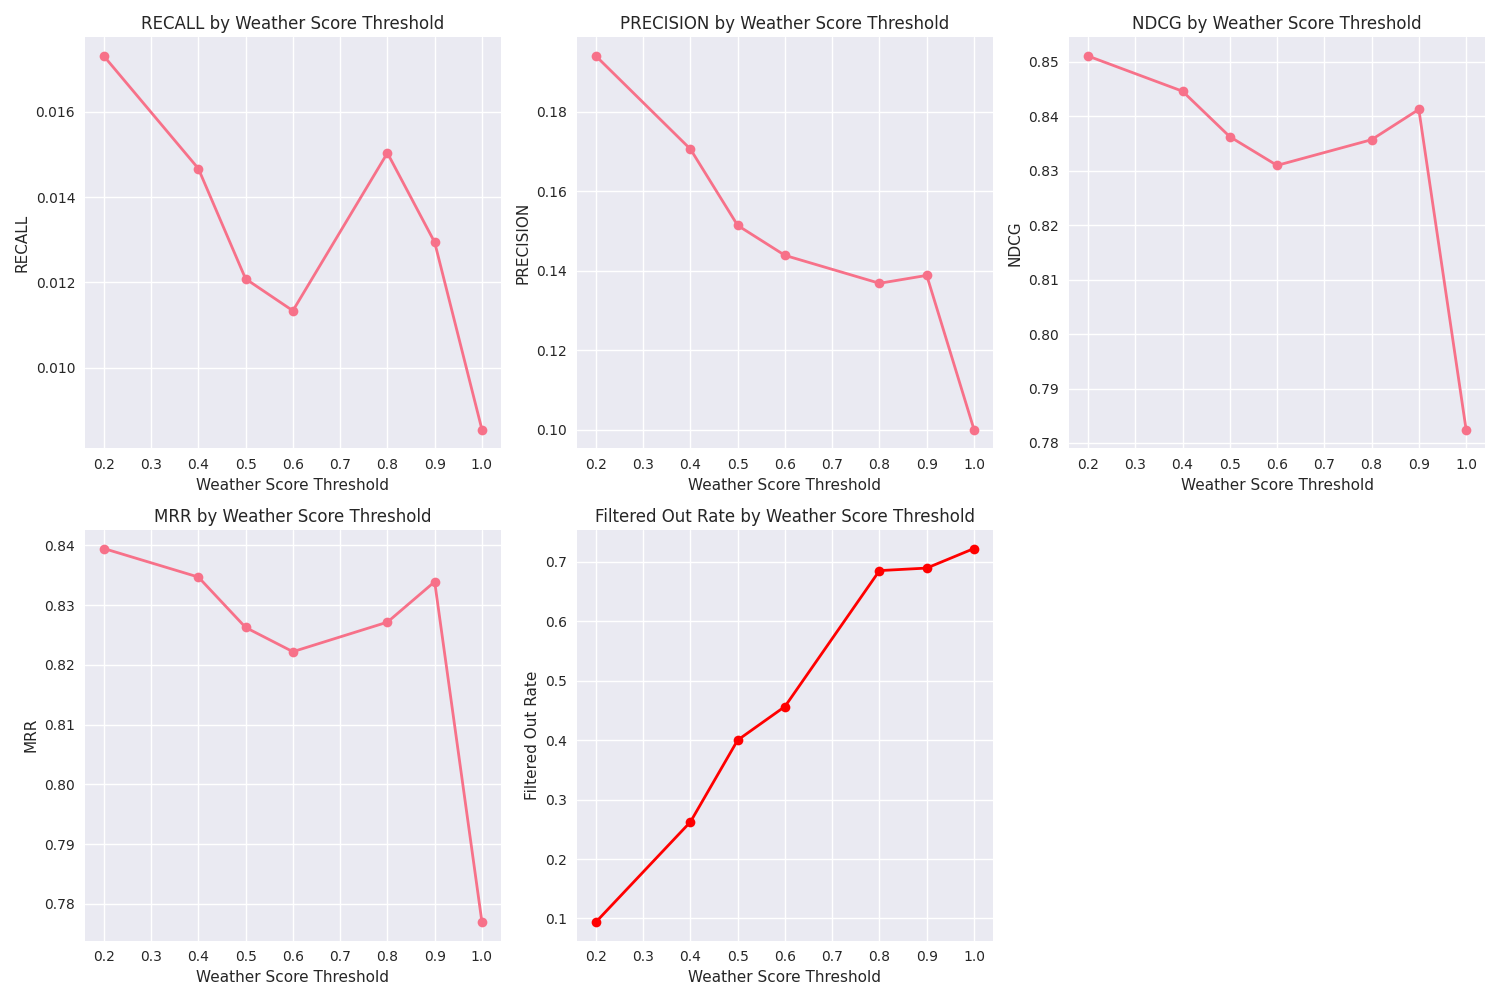 RECALL by Weather Score Threshold
RECALL
0.016
0.014
0.012
0.010
0.2 0.3 0.4 0.5 0.6 0.7 0.8 0.9 1.0
Weather Score Threshold
PRECISION by Weather Score Threshold
PRECISION
0.18
0.16
0.14
0.12
0.10
0.2 0.3 0.4 0.5 0.6 0.7 0.8 0.9 1.0
Weather Score Threshold
NDCG by Weather Score Threshold
NDCG
0.85
0.84
0.83
0.82
0.81
0.80
0.79
0.78
0.2 0.3 0.4 0.5 0.6 0.7 0.8 0.9 1.0
Weather Score Threshold
MRR by Weather Score Threshold
MRR
0.84
0.83
0.82
0.81
0.80
0.79
0.78
0.2 0.3 0.4 0.5 0.6 0.7 0.8 0.9 1.0
Weather Score Threshold
Filtered Out Rate by Weather Score Threshold
Filtered Out Rate
0.7
0.6
0.5
0.4
0.3
0.2
0.1
0.2 0.3 0.4 0.5 0.6 0.7 0.8 0.9 1.0
Weather Score Threshold